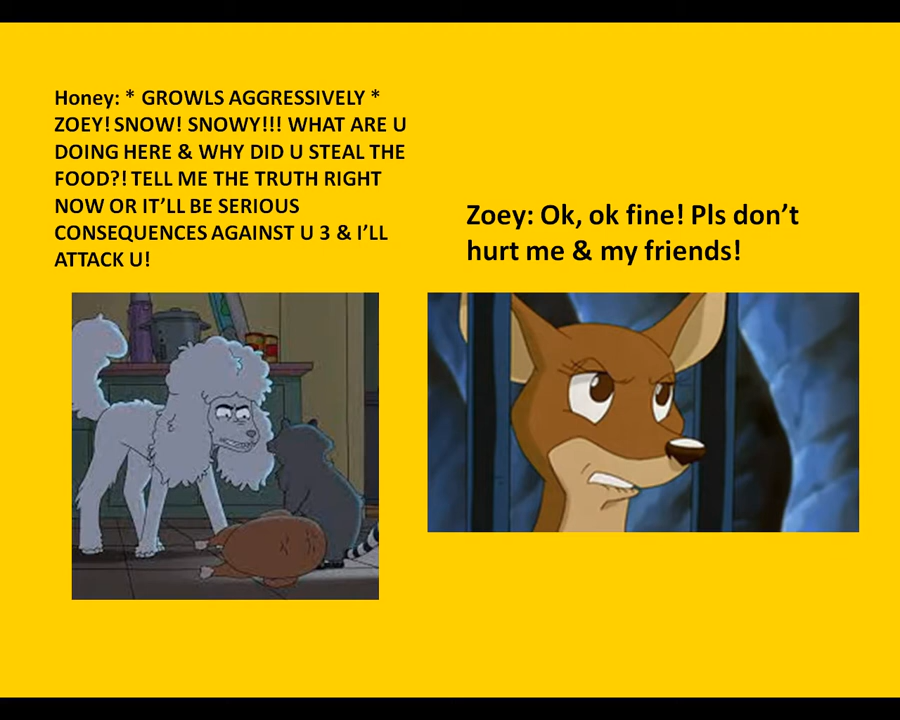 Honey: * GROWLS AGGRESSIVELY *
ZOEY! SNOW! SNOWY!!! WHAT ARE U
DOING HERE & WHY DID U STEAL THE
FOOD?! TELL ME THE TRUTH RIGHT
NOW OR IT’LL BE SERIOUS
CONSEQUENCES AGAINST U 3 & I’LL
ATTACK U!
Zoey: Ok, ok fine! Pls don’t
hurt me & my friends!